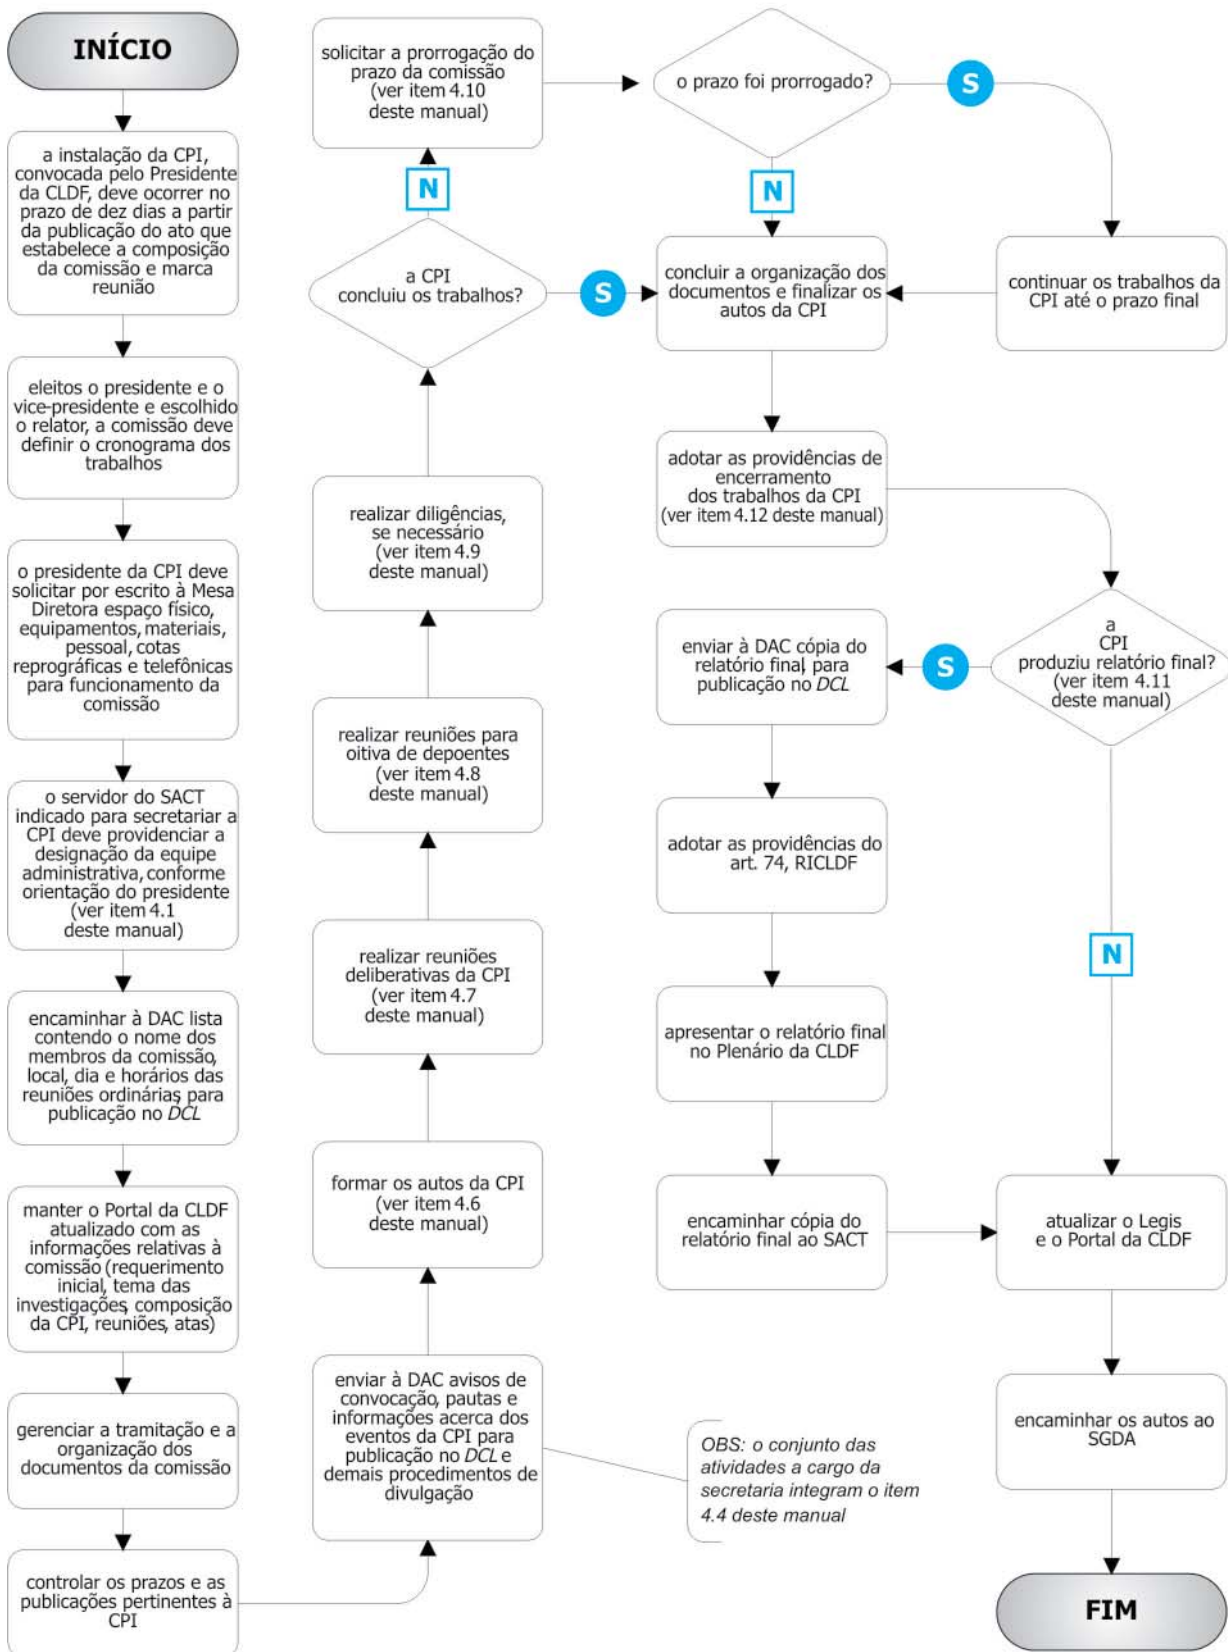 INÍCIO
a instalação da CPI,
convocada pelo Presidente
da CLDF, deve ocorrer no
prazo de dez dias a partir
da publicação do ato que
estabelece a composição
da comissão e marca
reunião
eleitos o presidente e o
vice-presidente e escolhido
o relator, a comissão deve
definir o cronograma dos
trabalhos
o presidente da CPI deve
solicitar por escrito à Mesa
Diretora espaço físico,
equipamentos, materiais,
pessoal, cotas
reprográficas e telefônicas
para funcionamento da
comissão
o servidor do SACT
indicado para secretariar a
CPI deve providenciar a
designação da equipe
administrativa, conforme
orientação do presidente
(ver item 4.1
deste manual)
encaminhar à DAC lista
contendo o nome dos
membros da comissão,
local, dia e horários das
reuniões ordinárias, para
publicação no DCL
manter o Portal da CLDF
atualizado com as
informações relativas à
comissão (requerimento
inicial, tema das
investigações, composição
da CPI, reuniões, atas)
gerenciar a tramitação e a
organização dos
documentos da comissão
controlar os prazos e as
publicações pertinentes à
CPI
enviar à DAC avisos de
convocação, pautas e
informações acerca dos
eventos da CPI para
publicação no DCL e
demais procedimentos de
divulgação
OBS: o conjunto das
atividades a cargo da
secretaria integram o item
4.4 deste manual
formar os autos da CPI
(ver item 4.6
deste manual)
realizar reuniões
deliberativas da CPI
(ver item 4.7
deste manual)
realizar reuniões para
oitiva de depoentes
(ver item 4.8
deste manual)
realizar diligências,
se necessário
(ver item 4.9
deste manual)
a CPI
concluiu os trabalhos?
N
S
solicitar a prorrogação do
prazo da comissão
(ver item 4.10
deste manual)
o prazo foi prorrogado?
S
N
continuar os trabalhos da
CPI até o prazo final
concluir a organização dos
documentos e finalizar os
autos da CPI
adotar as providências de
encerramento
dos trabalhos da CPI
(ver item 4.12 deste manual)
a
CPI
produziu relatório final?
(ver item 4.11
deste manual)
S
N
enviar à DAC cópia do
relatório final, para
publicação no DCL
adotar as providências do
art. 74, RICLDF
apresentar o relatório final
no Plenário da CLDF
encaminhar cópia do
relatório final ao SACT
atualizar o Legis
e o Portal da CLDF
encaminhar os autos ao
SGDA
FIM